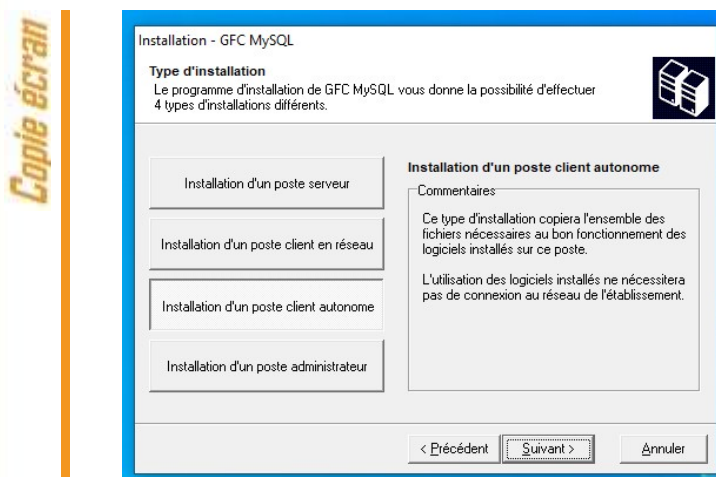 Copie écran
Installation - GFC MySQL
Type d'installation
Le programme d'installation de GFC MySQL vous donne la possibilité d'effectuer
4 types d'installations différents.
Installation d'un poste serveur
Installation d'un poste client en réseau
Installation d'un poste client autonome
Installation d'un poste administrateur
Installation d'un poste client autonome
Commentaires
Ce type d'installation copiera l'ensemble des
fichiers nécessaires au bon fonctionnement des
logiciels installés sur ce poste.
L'utilisation des logiciels installés ne nécessitera
pas de connexion au réseau de l'établissement.
< Précédent
Suivant >
Annuler